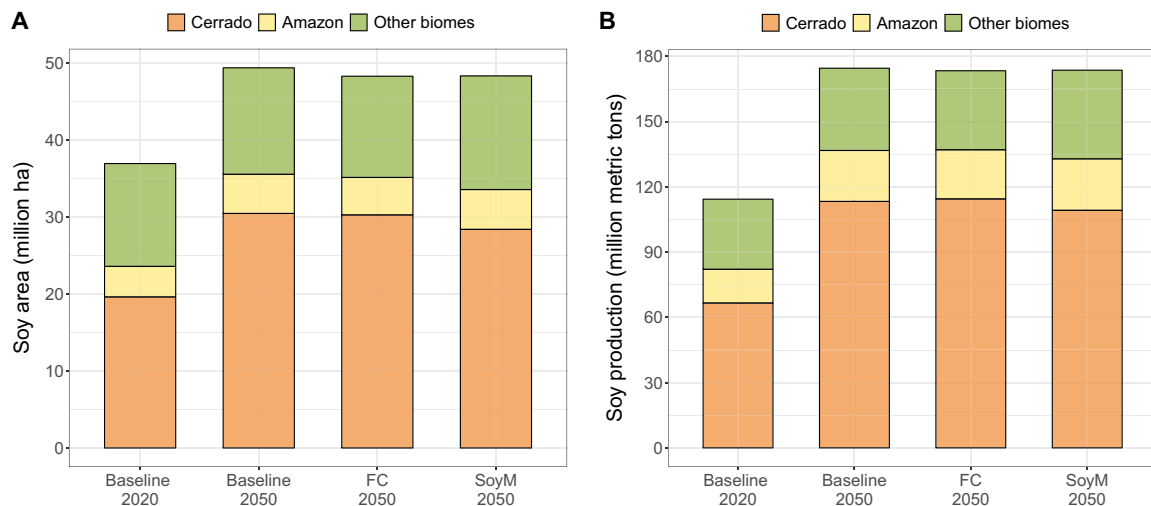 A
Cerrado Amazon Other biomes
Soy area (million ha)
50
40
30
20
10
0
Baseline 2020
Baseline 2050
FC 2050
SoyM 2050
B
Cerrado Amazon Other biomes
Soy production (million metric tons)
180
150
120
90
60
30
0
Baseline 2020
Baseline 2050
FC 2050
SoyM 2050